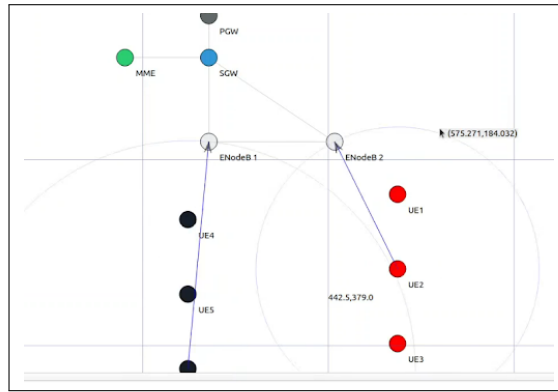 PGW
MME
SGW
(575.271,184.032)
ENodeB 1
ENodeB 2
UE1
UE4
UE2
442.5,379.0
UE5
UE3